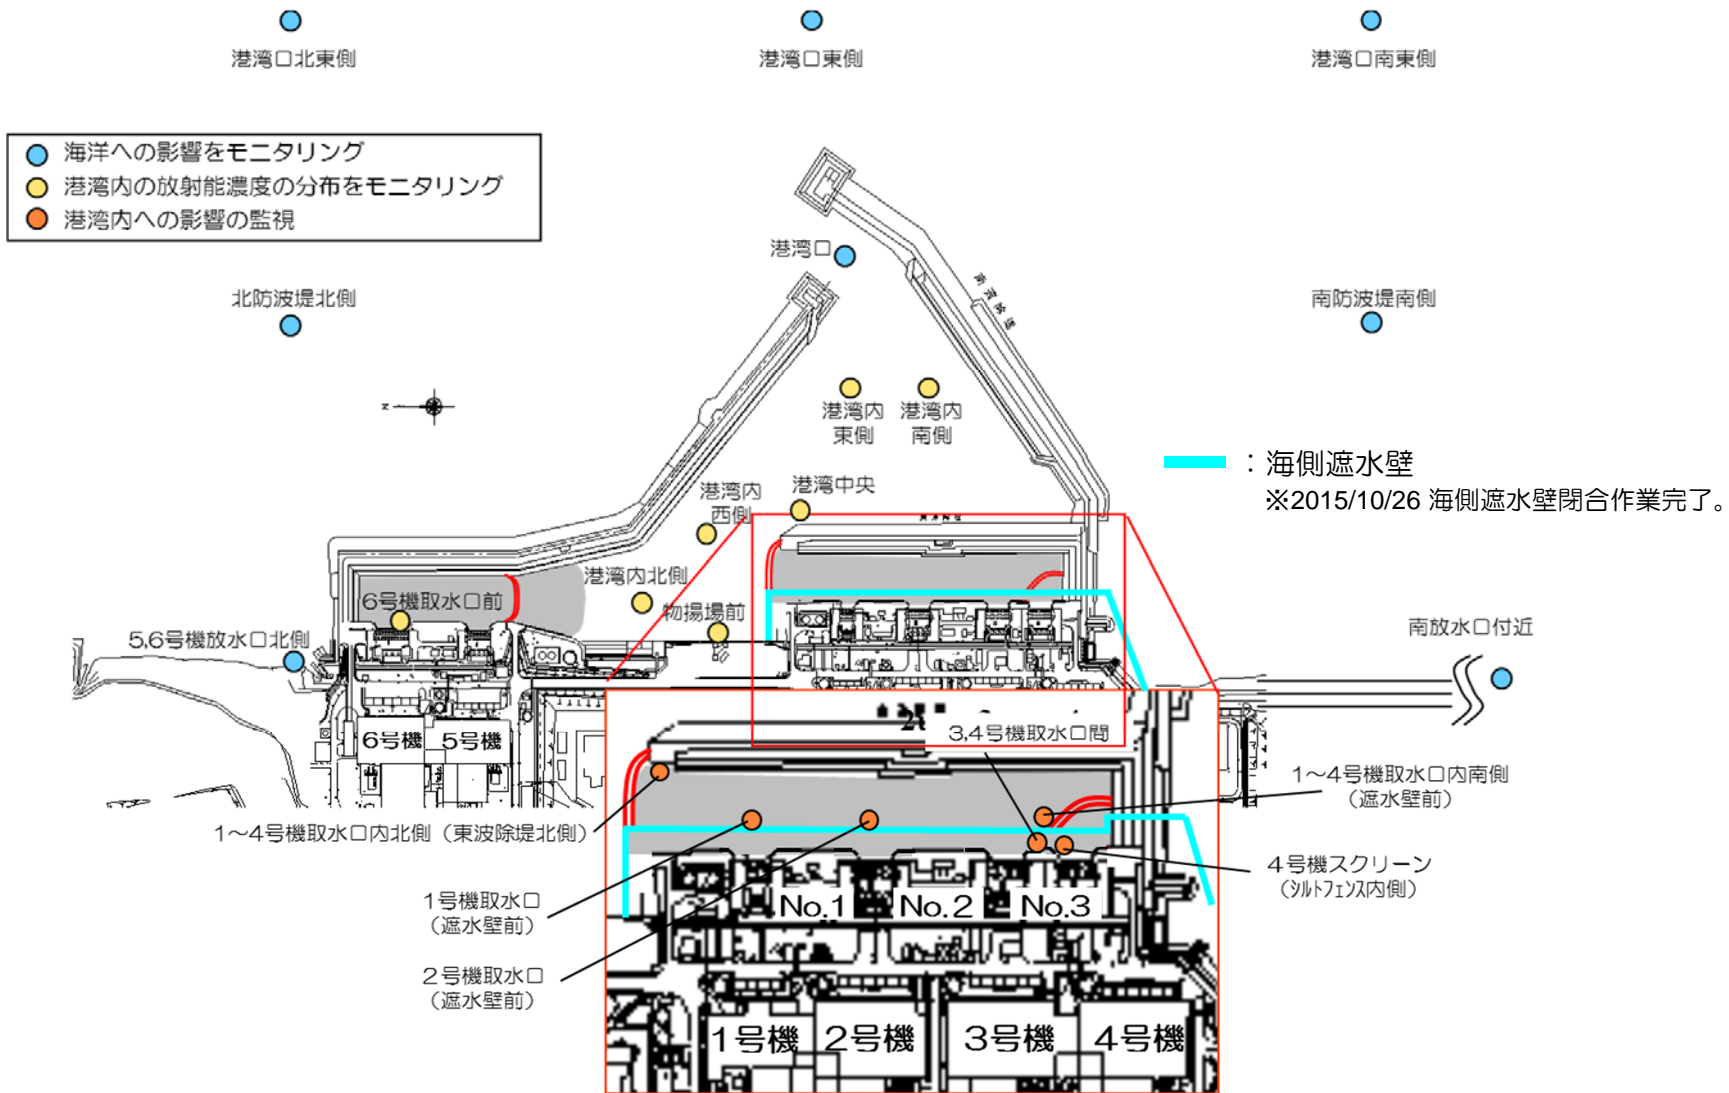 港湾口北東側
港湾口東側
港湾口南東側
海洋への影響をモニタリング
港湾内の放射能濃度の分布をモニタリング
港湾内への影響の監視
港湾口
北防波堤北側
南防波堤南側
N
港湾内
東側
港湾内
南側
:海側遮水壁
※2015/10/26 海側遮水壁閉合作業完了。
港湾内
西側
港湾中央
港湾内北側
6号機取水口前
物揚場前
5,6号機放水口北側
南放水口付近
6号機
5号機
3,4号機取水口間
1~4号機取水口内南側
(遮水壁前)
1~4号機取水口内北側(東波除堤北側)
4号機スクリーン
(シルトフェンス内側)
1号機取水口
(遮水壁前)
No.1
No.2
No.3
2号機取水口
(遮水壁前)
1号機
2号機
3号機
4号機